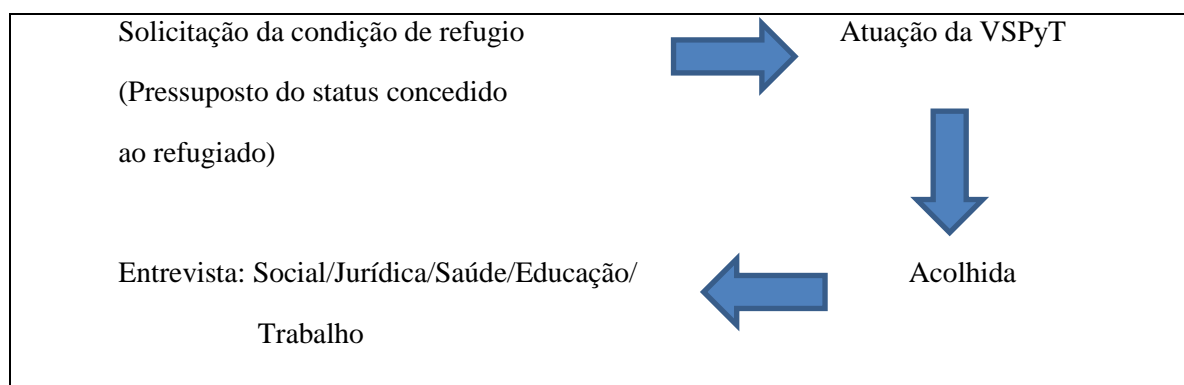 Solicitação da condição de refugio
Atuação da VSPyT
(Pressuposto do status concedido
ao refugiado)
Entrevista: Social/Jurídica/Saúde/Educação/
Acolhida
Trabalho